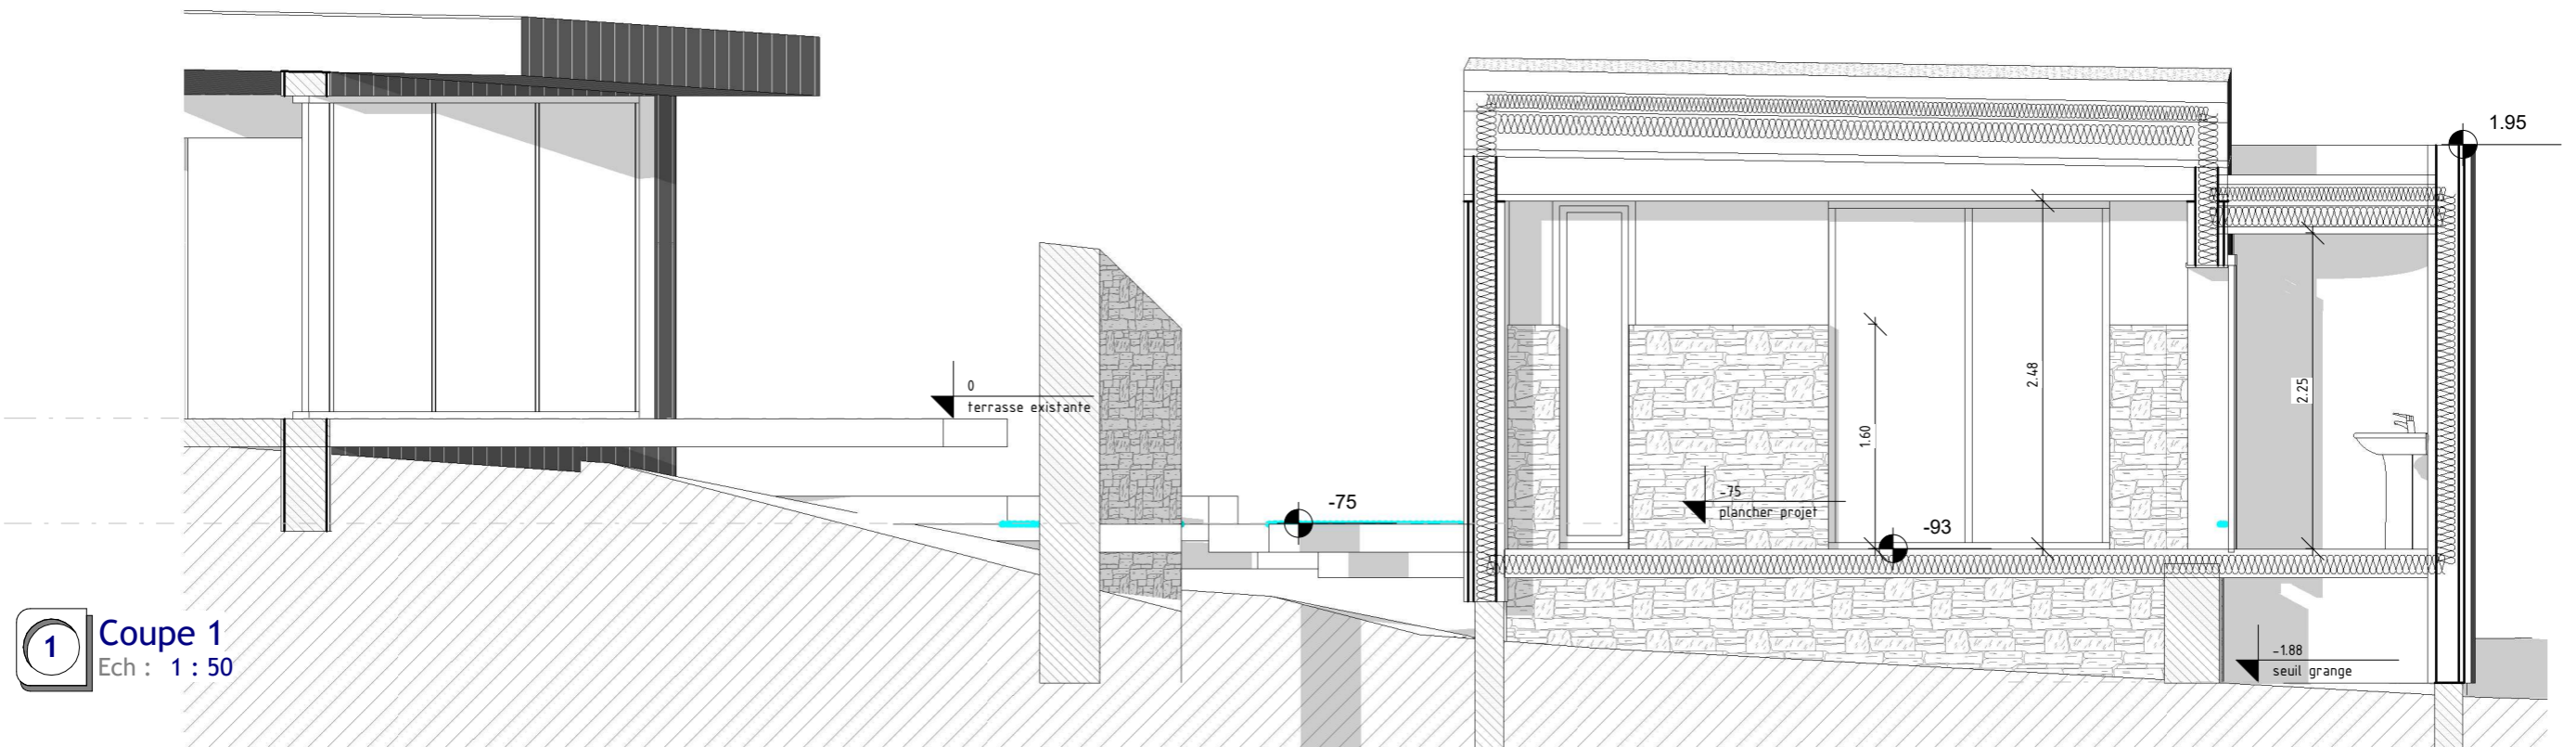 1.95
2.48
2.25
0
terrasse existante
1.60
-75
plancher projet
-75
-93
1
Coupe 1
Ech : 1 : 50
-1.88
seuil grange